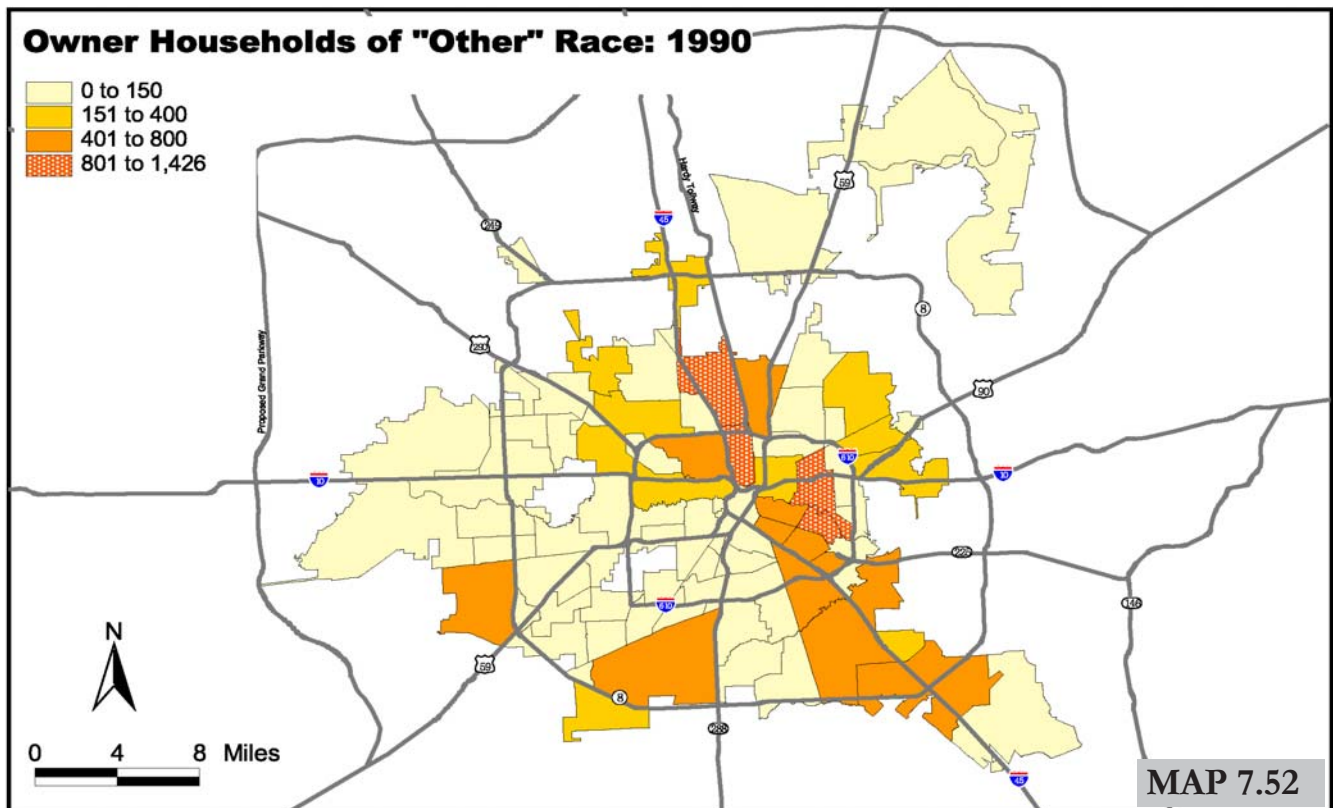 Owner Households of "Other" Race: 1990
0 to 150
151 to 400
401 to 800
801 to 1,426
Hardy Tollway
59
45
249
8
290
Proposed Grand Parkway
90
610
10
10
225
610
146
N
59
8
288
0 4 8 Miles
45
MAP 7.52